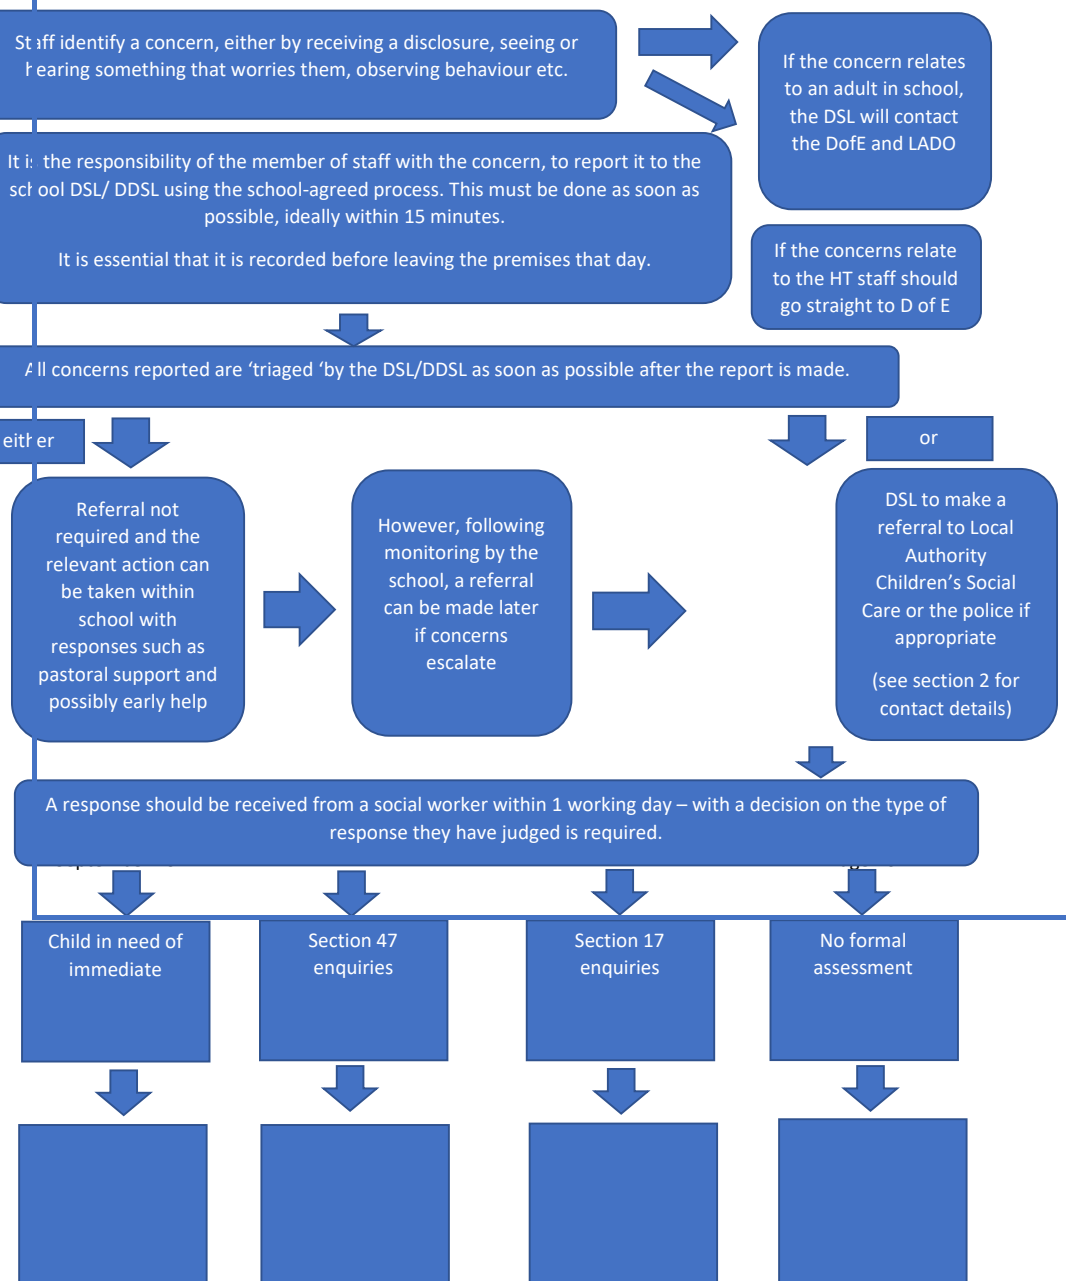 Staff identify a concern, either by receiving a disclosure, seeing or
hearing something that worries them, observing behaviour etc.
If the concern relates
to an adult in school,
the DSL will contact
the DofE and LADO
It is the responsibility of the member of staff with the concern, to report it to the
school DSL/ DDSL using the school-agreed process. This must be done as soon as
possible, ideally within 15 minutes.
It is essential that it is recorded before leaving the premises that day.
If the concerns relate
to the HT staff should
go straight to D of E
All concerns reported are ‘triaged ‘by the DSL/DDSL as soon as possible after the report is made.
either
or
Referral not
required and the
relevant action can
be taken within
school with
responses such as
pastoral support and
possibly early help
However, following
monitoring by the
school, a referral
can be made later
if concerns
escalate
DSL to make a
referral to Local
Authority
Children’s Social
Care or the police if
appropriate
(see section 2 for
contact details)
A response should be received from a social worker within 1 working day – with a decision on the type of
response they have judged is required.
Child in need of
immediate
Section 47
enquiries
Section 17
enquiries
No formal
assessment